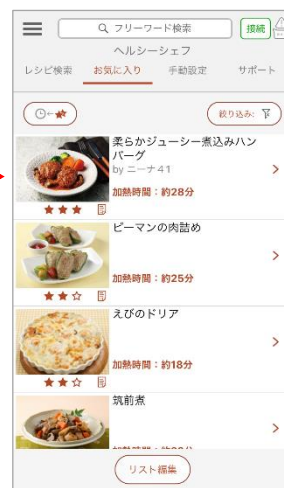 フリーワード検索
接続
ヘルシーシェフ
レシピ検索 お気に入り 手動設定 サポート
絞り込み:
柔らかジューシー煮込みハン
バーグ
by ニーナ41
加熱時間：約28分
★★★
ピーマンの肉詰め
加熱時間：約25分
★★☆
えびのドリア
加熱時間：約18分
★★☆
筑前煮
リスト編集